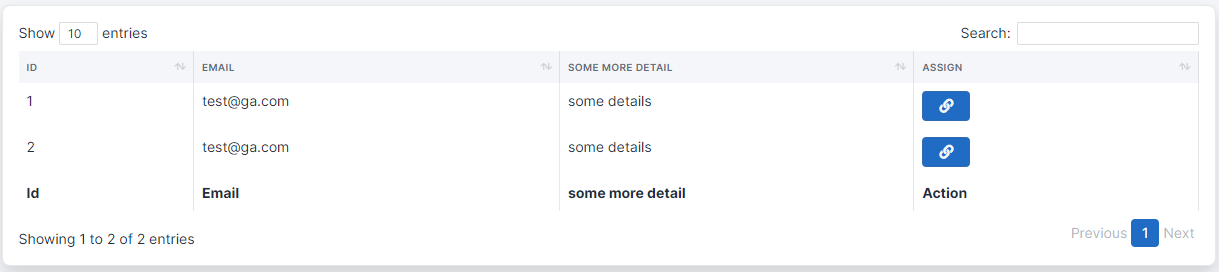 Show 10 entries Search:
ID EMAIL SOME MORE DETAIL ASSIGN
1 test@ga.com some details
2 test@ga.com some details
Id Email some more detail Action
Showing 1 to 2 of 2 entries Previous 1 Next